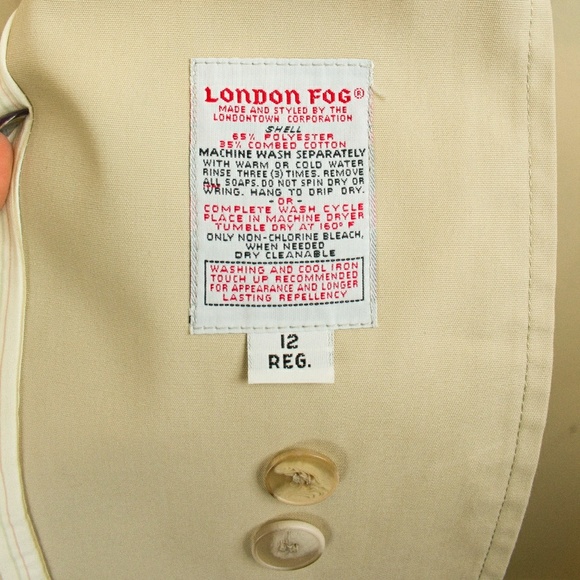 LONDON FOG®
MADE AND STYLED BY THE
LONDONTOWN CORPORATION
SHELL
65% POLYESTER
35% COMBED COTTON
MACHINE WASH SEPARATELY
WITH WARM OR COLD WATER
RINSE THREE (3) TIMES. REMOVE
ALL SOAPS. DO NOT SPIN DRY OR
WRING. HANG TO DRIP DRY.
-OR-
COMPLETE WASH CYCLE
PLACE IN MACHINE DRYER
TUMBLE DRY AT 160° F
ONLY NON-CHLORINE BLEACH,
WHEN NEEDED
DRY CLEANABLE
WASHING AND COOL IRON
TOUCH UP RECOMMENDED
FOR APPEARANCE AND LONGER
LASTING REPELLENCY
12
REG.